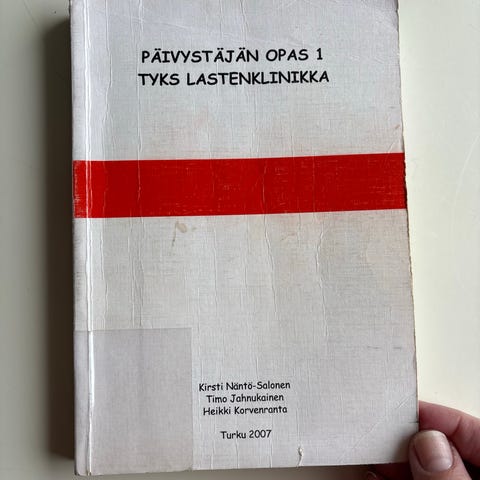 PÄIVYSTÄJÄN OPAS 1
TYKS LASTENKLINIKKA
Kirsti Näntö-Salonen
Timo Jahnukainen
Heikki Korvenranta
Turku 2007